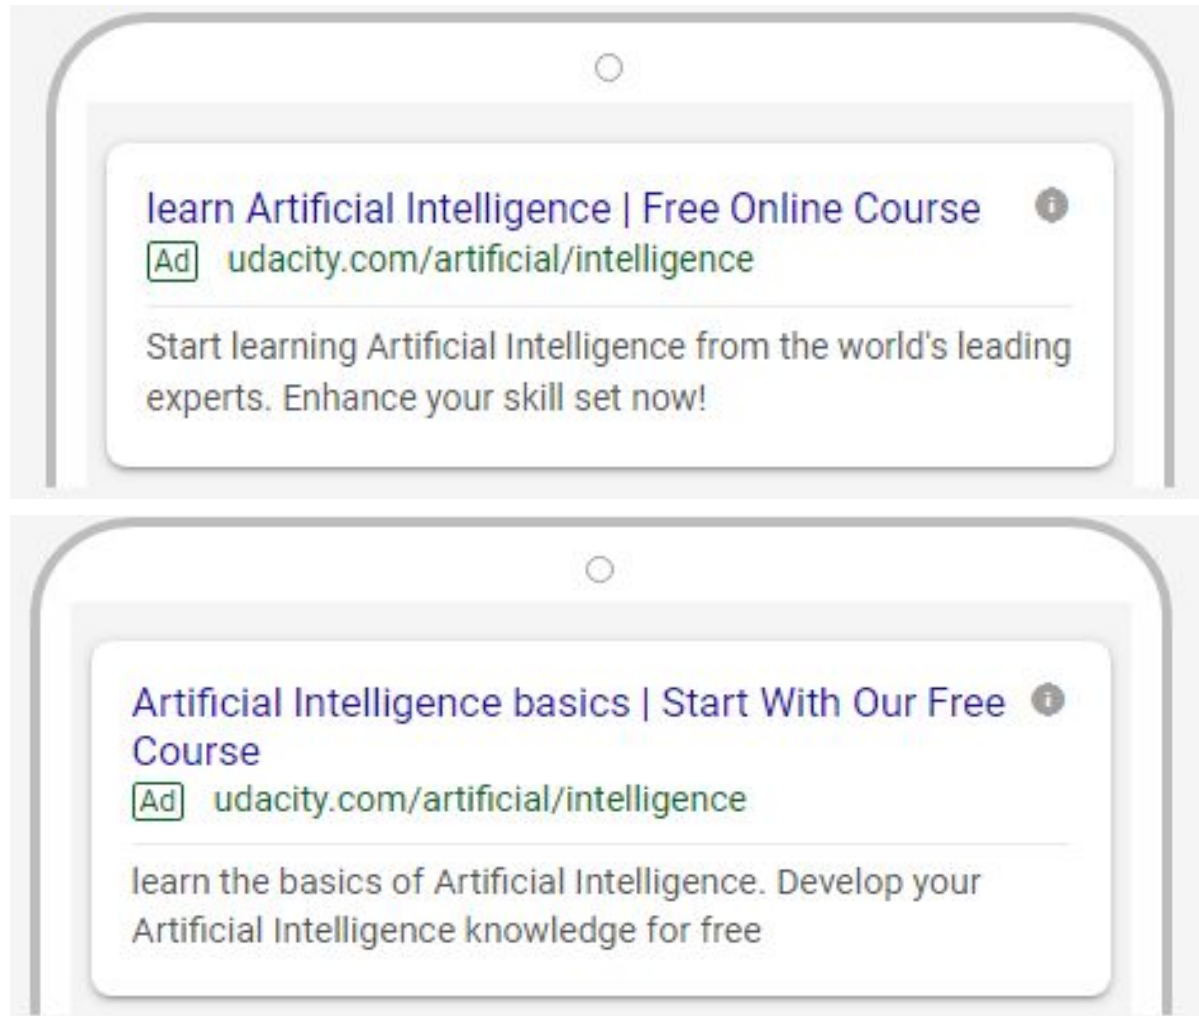 learn Artificial Intelligence | Free Online Course
Ad udacity.com/artificial/intelligence
Start learning Artificial Intelligence from the world's leading
experts. Enhance your skill set now!
Artificial Intelligence basics | Start With Our Free
Course
Ad udacity.com/artificial/intelligence
learn the basics of Artificial Intelligence. Develop your
Artificial Intelligence knowledge for free